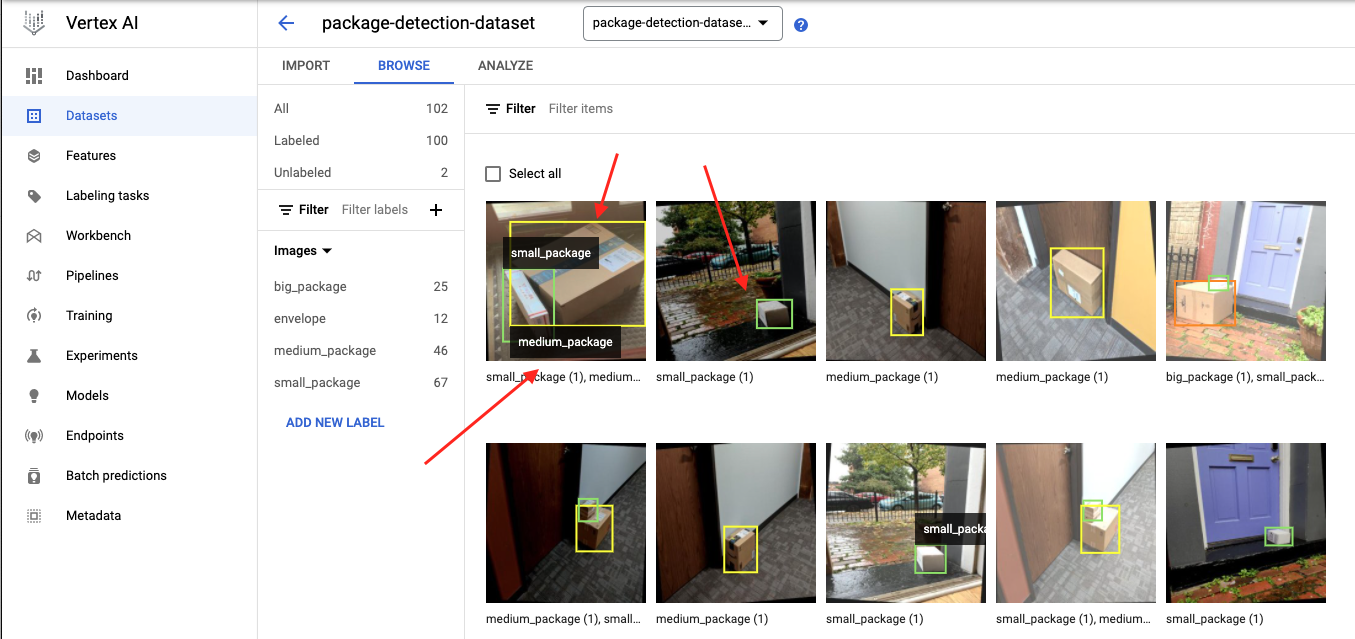 Vertex AI
package-detection-dataset
package-detection-datase...
Dashboard
Datasets
Features
Labeling tasks
Workbench
Pipelines
Training
Experiments
Models
Endpoints
Batch predictions
Metadata
IMPORT
BROWSE
ANALYZE
All 102
Labeled 100
Unlabeled 2
Filter Filter labels
Images
big_package 25
envelope 12
medium_package 46
small_package 67
ADD NEW LABEL
Filter Filter items
Select all
small_package
medium_package
small_package (1), medium...
small_package (1)
medium_package (1)
medium_package (1)
big_package (1), small_pack...
small_packa
medium_package (1), small...
medium_package (1)
small_package (1)
small_package (1), medium...
small_package (1)